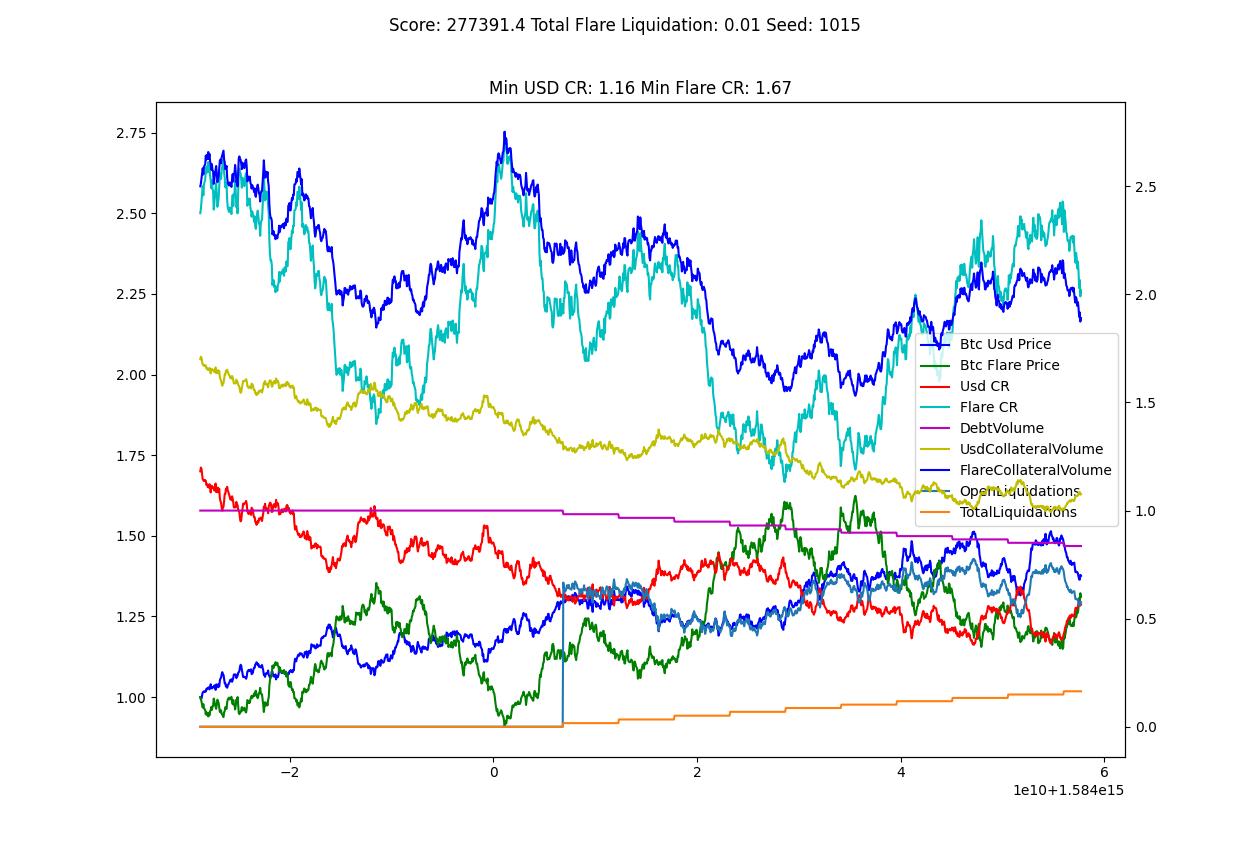 Score: 277391.4 Total Flare Liquidation: 0.01 Seed: 1015
Min USD CR: 1.16 Min Flare CR: 1.67
2.75
2.50
2.25
2.00
1.75
1.50
1.25
1.00
2.5
2.0
1.5
1.0
0.5
0.0
Btc Usd Price
Btc Flare Price
Usd CR
Flare CR
DebtVolume
UsdCollateralVolume
FlareCollateralVolume
OpenLiquidations
TotalLiquidations
−2 0 2 4 6
1e10+1.584e15